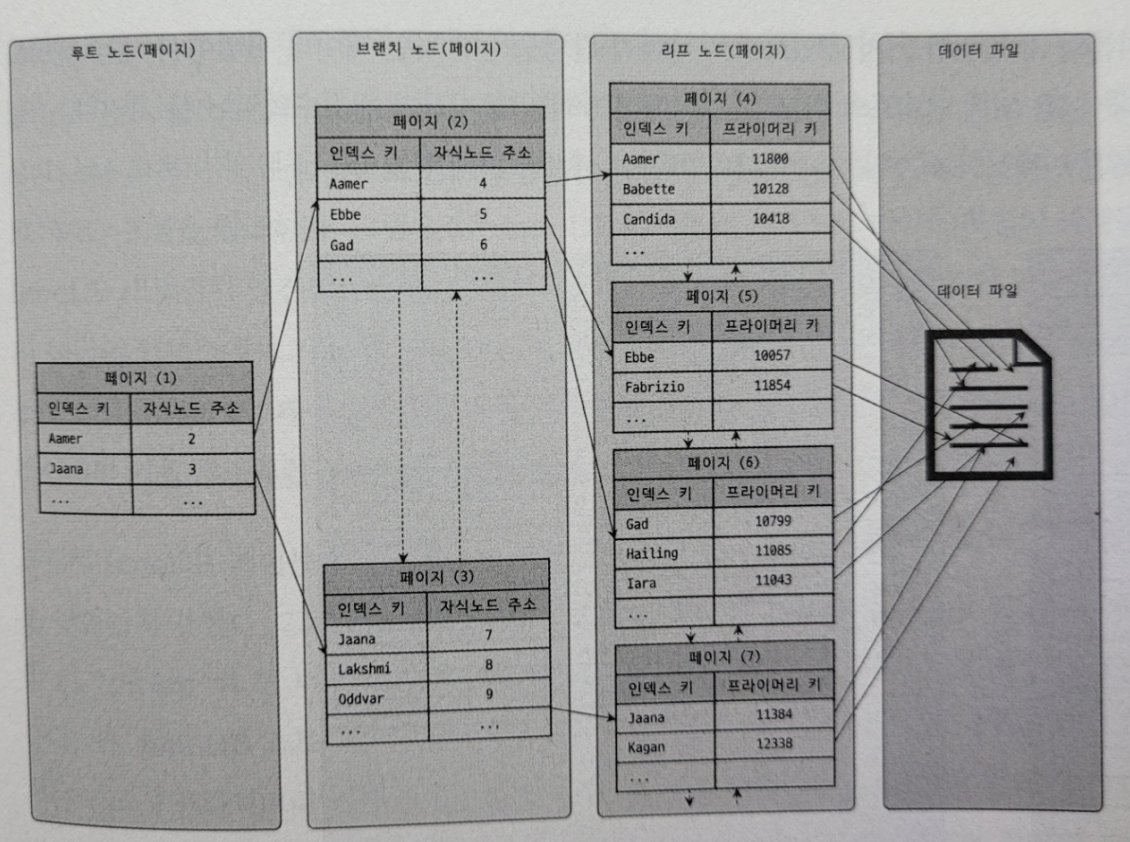 루트 노드(페이지)
페이지 (1)
인덱스 키 자식노드 주소
Aamer 2
Jaana 3
... ...
브랜치 노드(페이지)
페이지 (2)
인덱스 키 자식노드 주소
Aamer 4
Ebbe 5
Gad 6
... ...
페이지 (3)
인덱스 키 자식노드 주소
Jaana 7
Lakshmi 8
Oddvar 9
... ...
리프 노드(페이지)
페이지 (4)
인덱스 키 프라이머리 키
Aamer 11800
Babette 10128
Candida 10418
...
페이지 (5)
인덱스 키 프라이머리 키
Ebbe 10057
Fabrizio 11854
...
페이지 (6)
인덱스 키 프라이머리 키
Gad 10799
Hailing 11085
Iara 11043
...
페이지 (7)
인덱스 키 프라이머리 키
Jaana 11384
Kagan 12338
...
데이터 파일
데이터 파일